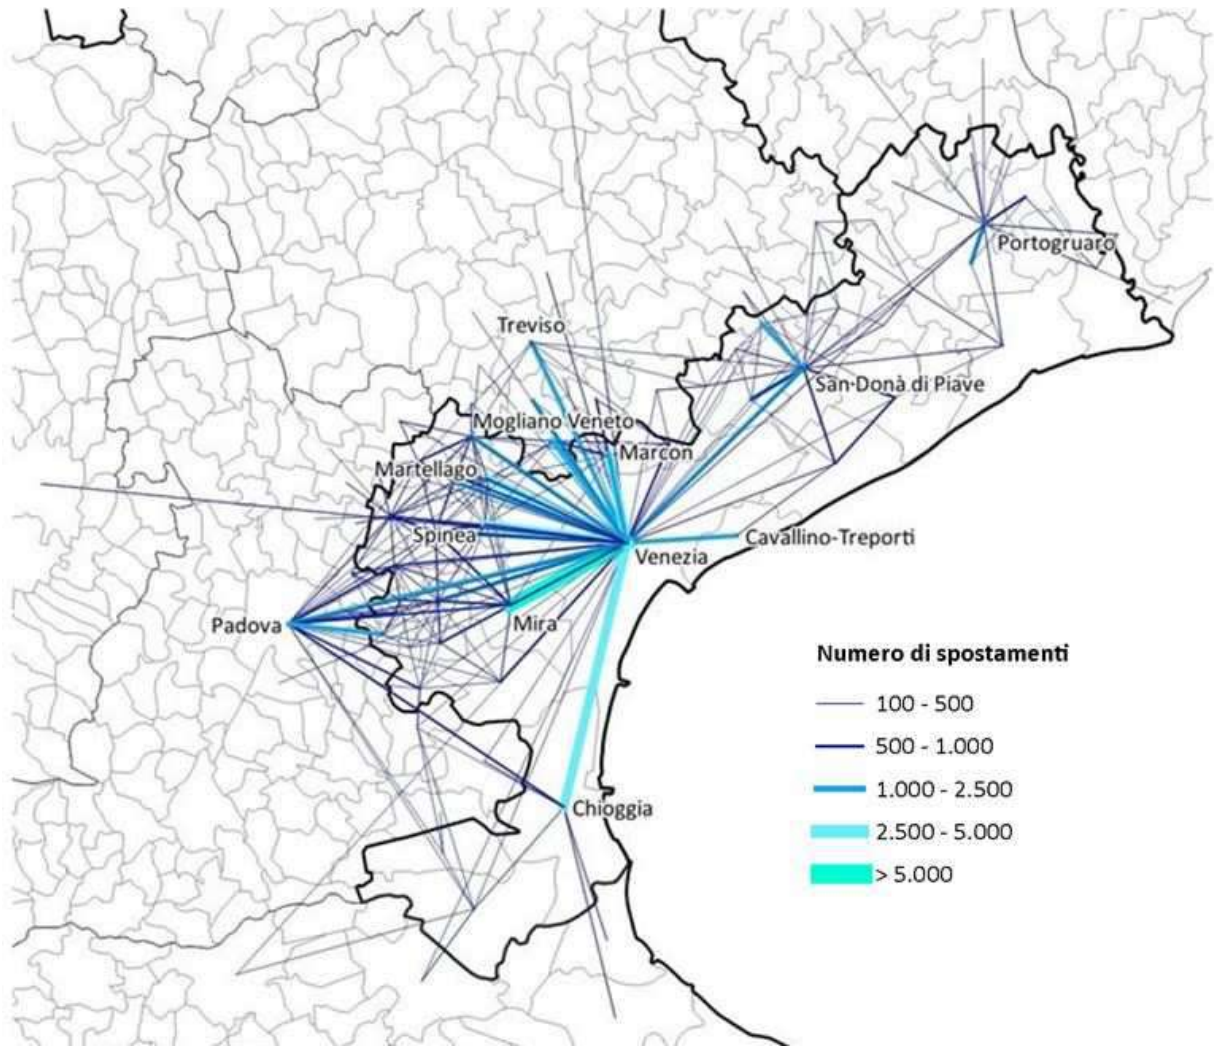 Portogruaro
Treviso
San Donà di Piave
Mogliano Veneto
Marcon
Martellago
Spinea
Cavallino-Treporti
Venezia
Padova
Mira
Chioggia
Numero di spostamenti
100 - 500
500 - 1.000
1.000 - 2.500
2.500 - 5.000
> 5.000